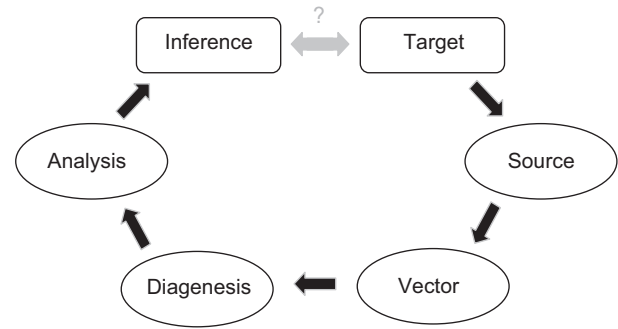 ?
Inference
Target
Analysis
Source
Diagenesis
Vector